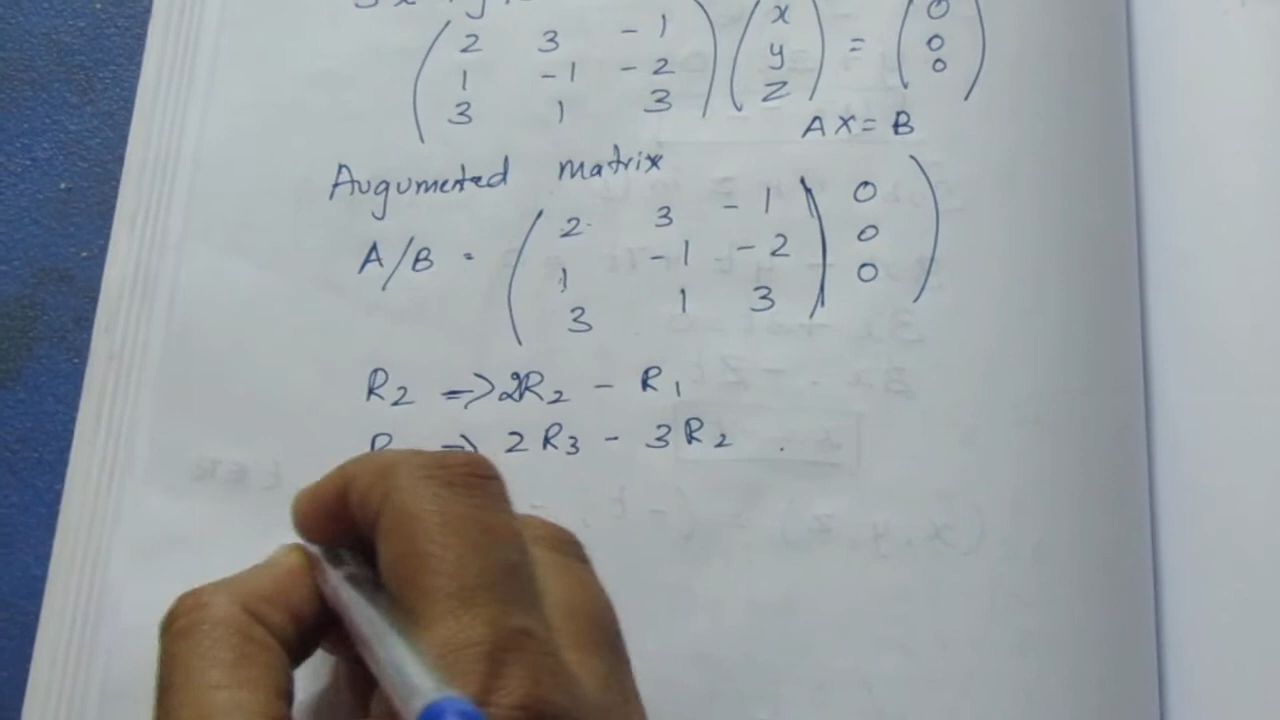 2 3 -1 x 0
1 -1 -2 y = 0
3 1 3 z 0
AX = B
Augumented matrix
2 3 -1 0
A/B = 1 -1 -2 0
3 1 3 0
R2 => 2R2 - R1
R => 2R3 - 3R2 .